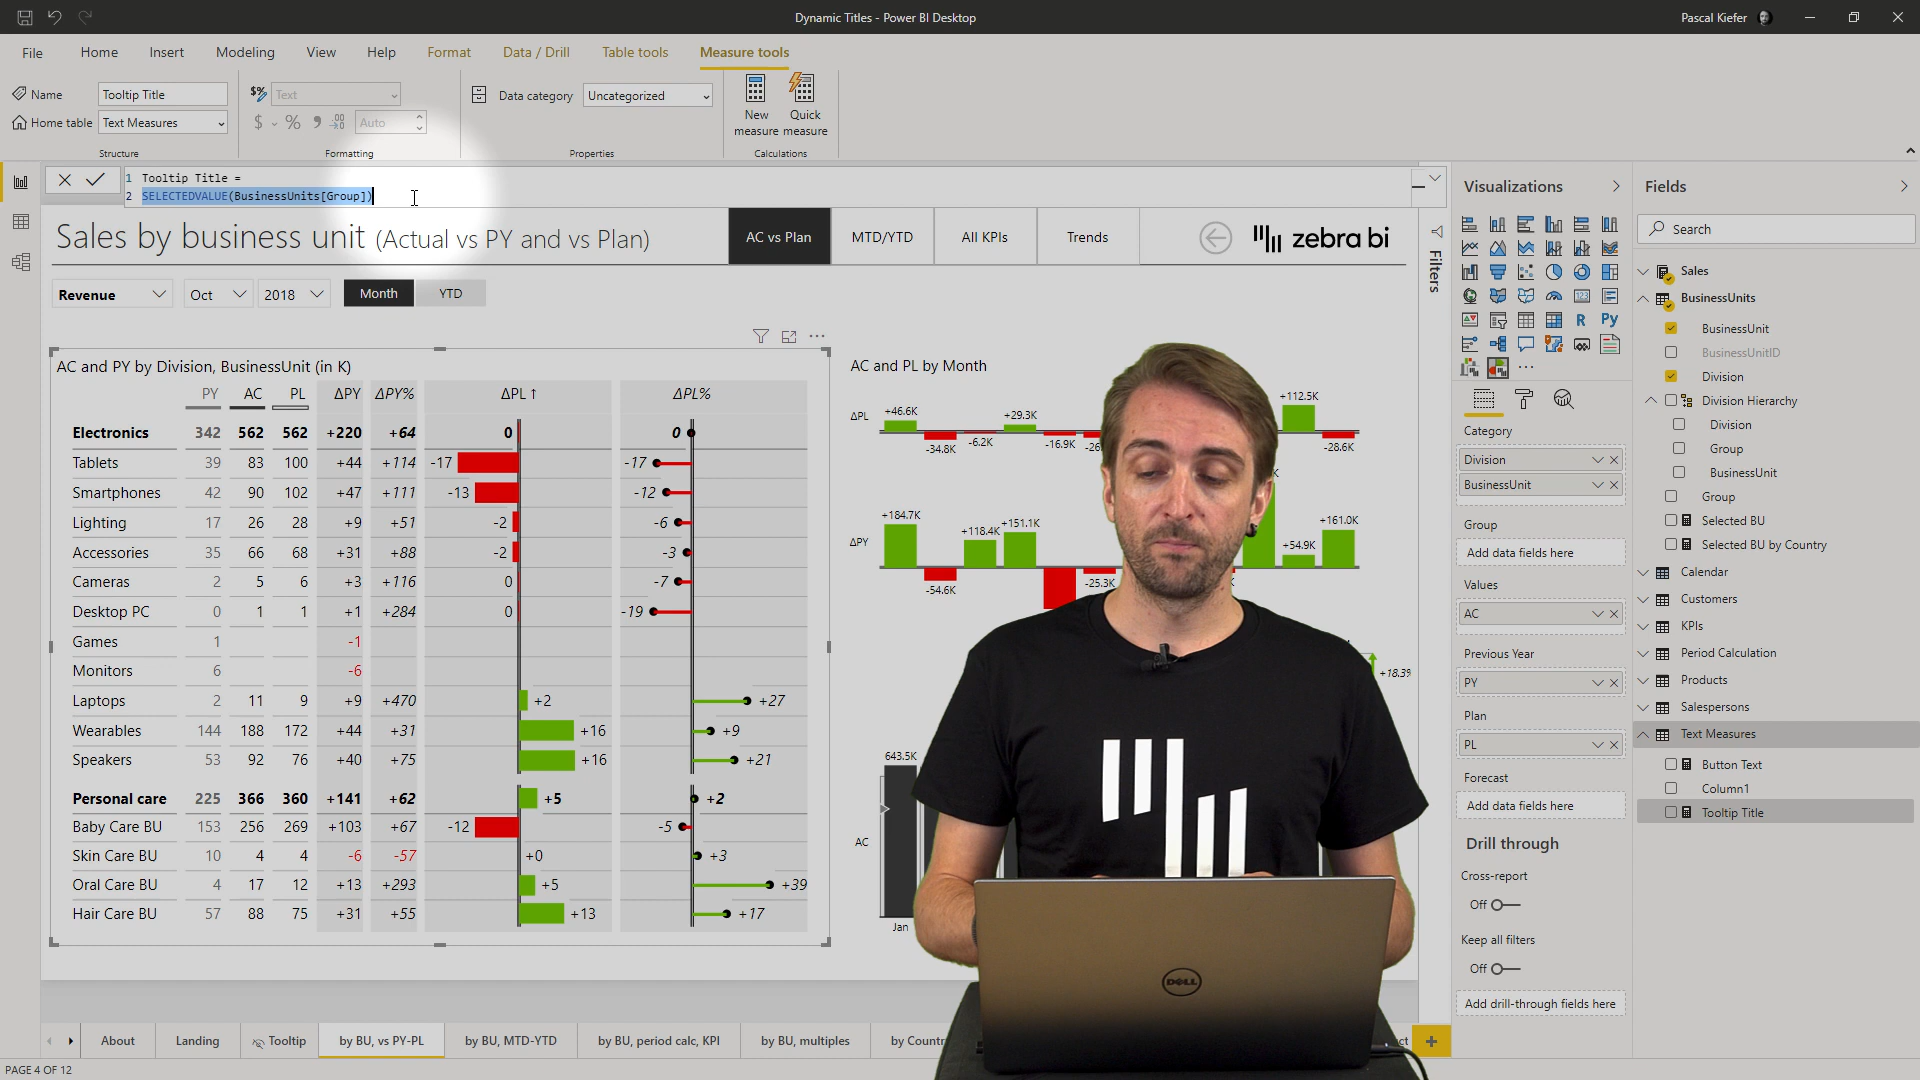 Dynamic Titles - Power BI Desktop
Pascal Kiefer
File Home Insert Modeling View Help Format Data / Drill Table tools Measure tools
Name Tooltip Title
Home table Text Measures
Structure
$% Text
$ % 9 .00 Auto
Formatting
Data category Uncategorized
Properties
New measure
Quick measure
Calculations
1 Tooltip Title =
2 SELECTEDVALUE(BusinessUnits[Group])
Sales by business unit (Actual vs PY and vs Plan)
AC vs Plan MTD/YTD All KPIs Trends
zebra bi
Revenue Oct 2018 Month YTD
AC and PY by Division, BusinessUnit (in K)
PY AC PL ΔPY ΔPY% ΔPL ↑ ΔPL%
Electronics 342 562 562 +220 +64 0 0
Tablets 39 83 100 +44 +114 -17 -17
Smartphones 42 90 102 +47 +111 -13 -12
Lighting 17 26 28 +9 +51 -2 -6
Accessories 35 66 68 +31 +88 -2 -3
Cameras 2 5 6 +3 +116 0 -7
Desktop PC 0 1 1 +1 +284 0 -19
Games 1 -1
Monitors 6 -6
Laptops 2 11 9 +9 +470 +2 +27
Wearables 144 188 172 +44 +31 +16 +9
Speakers 53 92 76 +40 +75 +16 +21
Personal care 225 366 360 +141 +62 +5 +2
Baby Care BU 153 256 269 +103 +67 -12 -5
Skin Care BU 10 4 4 -6 -57 +0 +3
Oral Care BU 4 17 12 +13 +293 +5 +39
Hair Care BU 57 88 75 +31 +55 +13 +17
AC and PL by Month
ΔPL +46.6K -34.8K -6.2K +29.3K -16.9K +112.5K -28.6K
ΔPY +184.7K -54.6K +118.4K +151.1K -25.3K +54.9K +161.0K
+18.3%
643.5K
AC
Jan
DELL
Filters
Visualizations
R Py
Category
Division
BusinessUnit
Group
Add data fields here
Values
AC
Previous Year
PY
Plan
PL
Forecast
Add data fields here
Drill through
Cross-report
Off
Keep all filters
Off
Add drill-through fields here
Fields
Search
Sales
BusinessUnits
BusinessUnit
BusinessUnitID
Division
Division Hierarchy
Division
Group
BusinessUnit
Group
Selected BU
Selected BU by Country
Calendar
Customers
KPIs
Period Calculation
Products
Salespersons
Text Measures
Button Text
Column1
Tooltip Title
About Landing Tooltip by BU, vs PY-PL by BU, MTD-YTD by BU, period calc, KPI by BU, multiples by Countr
PAGE 4 OF 12